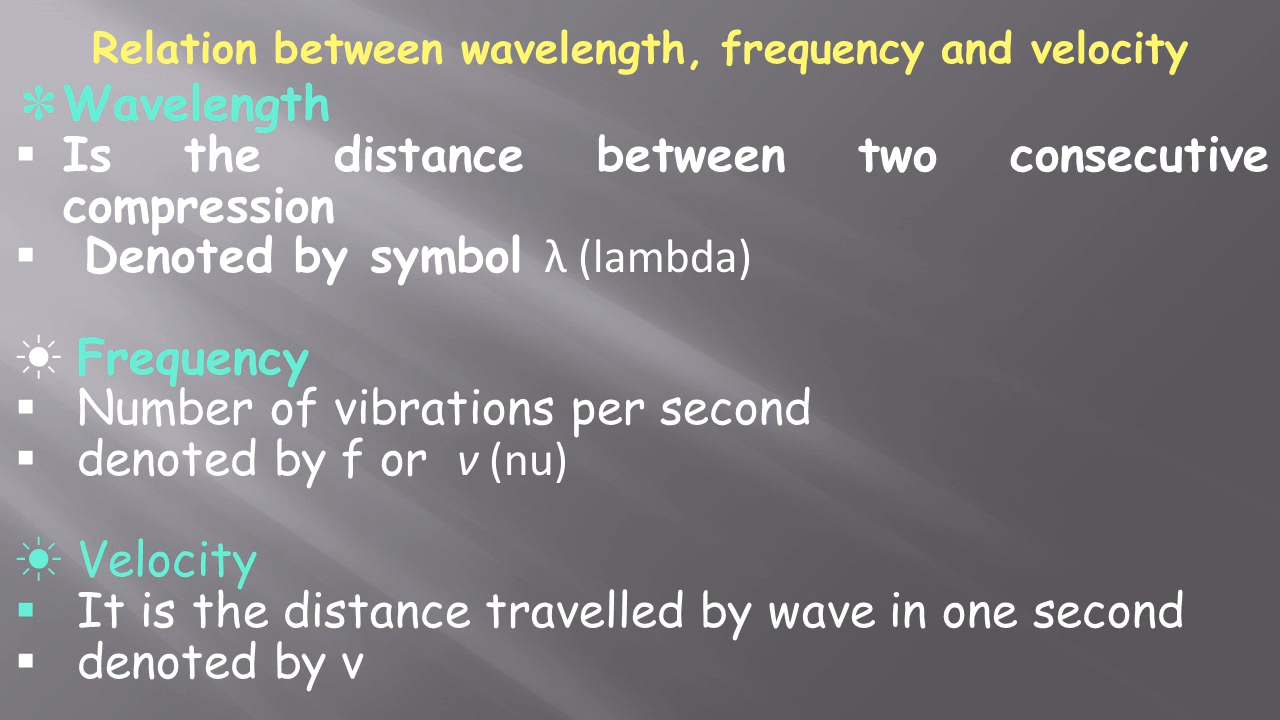 Relation between wavelength, frequency and velocity
✻Wavelength
▪ Is the distance between two consecutive
compression
▪ Denoted by symbol λ (lambda)
☀ Frequency
▪ Number of vibrations per second
▪ denoted by f or ν (nu)
☀ Velocity
▪ It is the distance travelled by wave in one second
▪ denoted by v